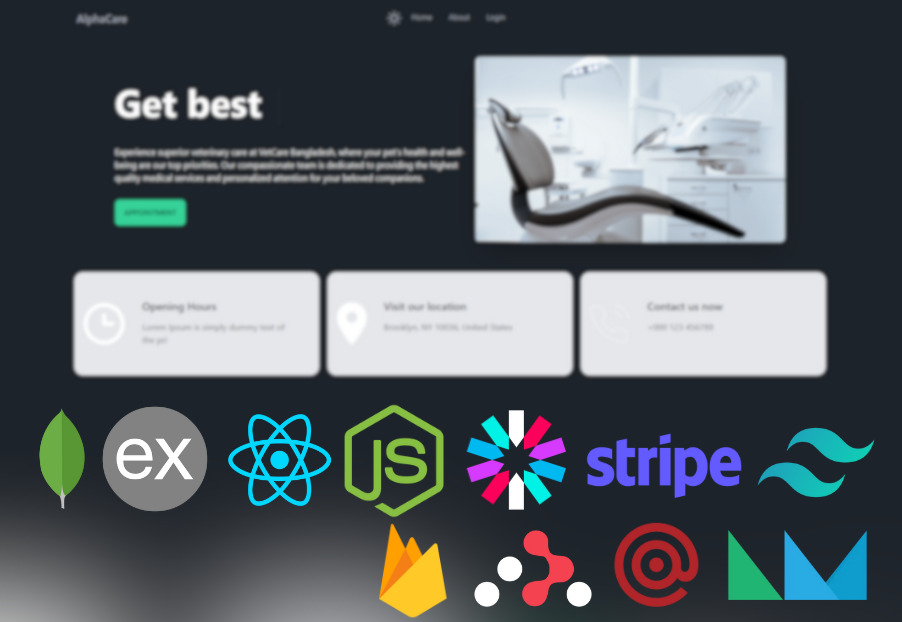 AlphaCare
Home About Login
Get best
Experience superior veterinary care at VetCare Bangladesh, where your pet's health and well-
being are our top priorities. Our compassionate team is dedicated to providing the highest
quality medical services and personalized attention for your beloved companions.
APPOINTMENT
Opening Hours
Lorem Ipsum is simply dummy text of
the pri
Visit our location
Brooklyn, NY 10036, United States
Contact us now
+000 123 456789
ex
JS
stripe